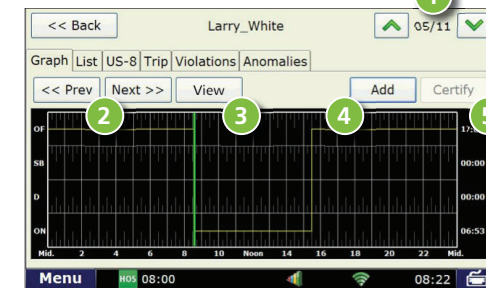 1
<< Back Larry_White 05/11
Graph List US-8 Trip Violations Anomalies
<< Prev Next >> View Add Certify
2 3 4 5
OF
SB 00:00
D 00:00
ON 06:53
Mid. 2 4 6 8 10 Noon 14 16 18 20 22 Mid.
Menu HOS 08:00 08:22